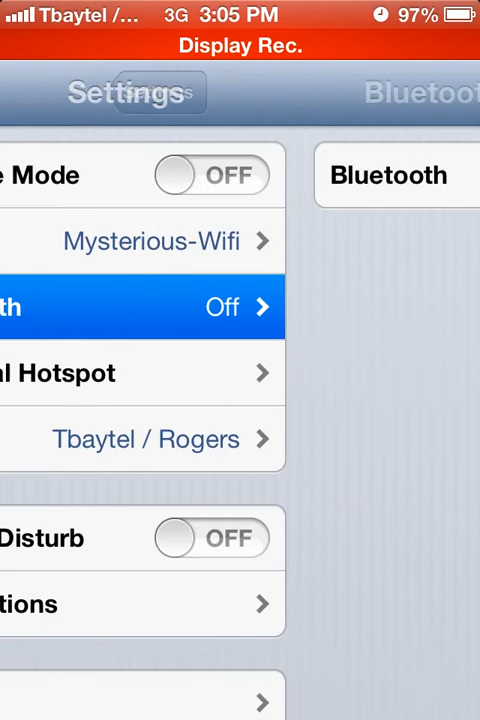 Tbaytel /... 3G 3:05 PM 97%
Display Rec.
Settings Bluetoot
e Mode OFF
Bluetooth
Mysterious-Wifi
th Off
al Hotspot
Tbaytel / Rogers
Disturb OFF
tions